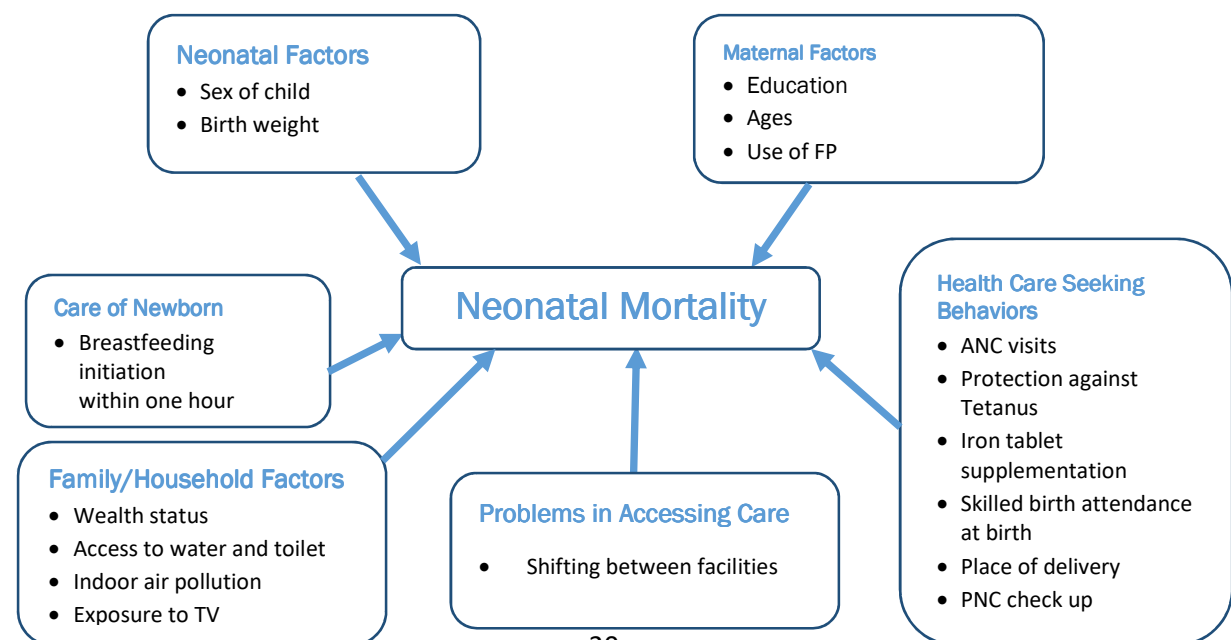 Neonatal Factors
• Sex of child
• Birth weight
Maternal Factors
• Education
• Ages
• Use of FP
Neonatal Mortality
Care of Newborn
• Breastfeeding
initiation
within one hour
Health Care Seeking
Behaviors
• ANC visits
• Protection against
Tetanus
• Iron tablet
supplementation
• Skilled birth attendance
at birth
• Place of delivery
• PNC check up
Family/Household Factors
• Wealth status
• Access to water and toilet
• Indoor air pollution
• Exposure to TV
Problems in Accessing Care
• Shifting between facilities